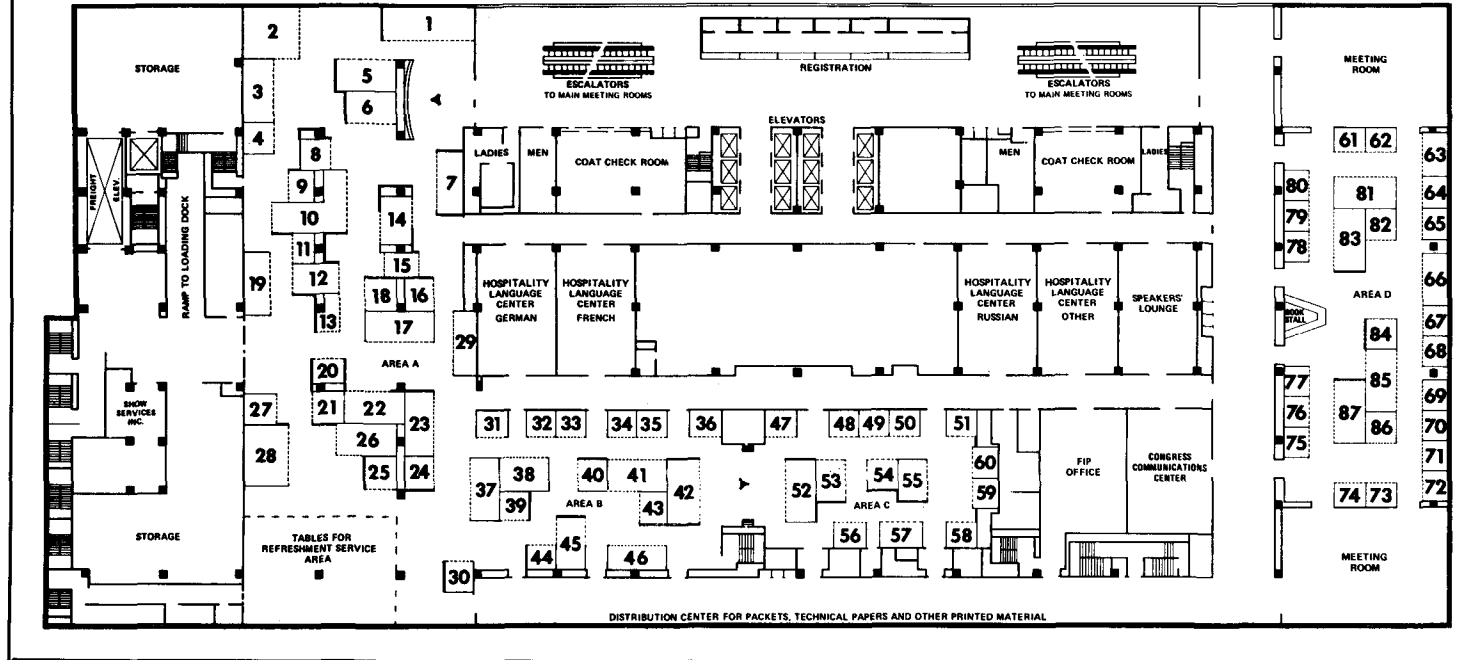 1
2
STORAGE
3
4
5
6
REGISTRATION
ESCALATORS
TO MAIN MEETING ROOMS
ESCALATORS
TO MAIN MEETING ROOMS
MEETING
ROOM
ELEVATORS
FREIGHT
ELEV.
RAMP TO LOADING DOCK
7
8
9
10
11
12
13
14
15
16
17
18
19
LADIES
MEN
COAT CHECK ROOM
MEN
COAT CHECK ROOM
LADIES
HOSPITALITY
LANGUAGE
CENTER
GERMAN
HOSPITALITY
LANGUAGE
CENTER
FRENCH
HOSPITALITY
LANGUAGE
CENTER
RUSSIAN
HOSPITALITY
LANGUAGE
CENTER
OTHER
SPEAKERS'
LOUNGE
BOOK
STALL
29
AREA A
20
21
22
23
24
25
26
27
28
SHOW
SERVICES
INC.
STORAGE
TABLES FOR
REFRESHMENT SERVICE
AREA
30
31
32
33
34
35
36
47
48
49
50
51
37
38
39
40
41
42
43
AREA B
44
45
46
52
53
54
55
AREA C
56
57
58
59
60
FIP
OFFICE
CONGRESS
COMMUNICATIONS
CENTER
61
62
63
64
65
66
67
68
69
70
71
72
73
74
75
76
77
78
79
80
81
82
83
AREA D
84
85
86
87
MEETING
ROOM
DISTRIBUTION CENTER FOR PACKETS, TECHNICAL PAPERS AND OTHER PRINTED MATERIAL